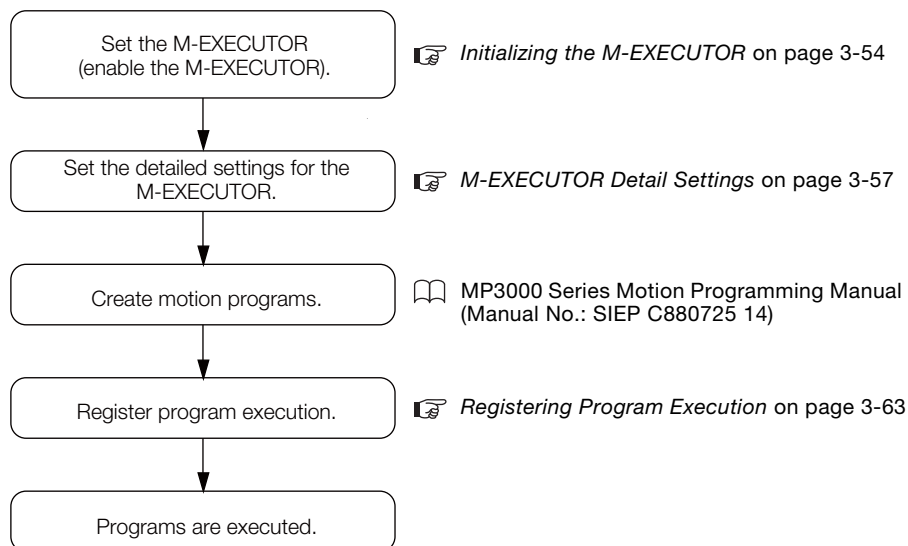 Set the M-EXECUTOR
(enable the M-EXECUTOR).
Initializing the M-EXECUTOR on page 3-54
Set the detailed settings for the
M-EXECUTOR.
M-EXECUTOR Detail Settings on page 3-57
Create motion programs.
MP3000 Series Motion Programming Manual
(Manual No.: SIEP C880725 14)
Register program execution.
Registering Program Execution on page 3-63
Programs are executed.